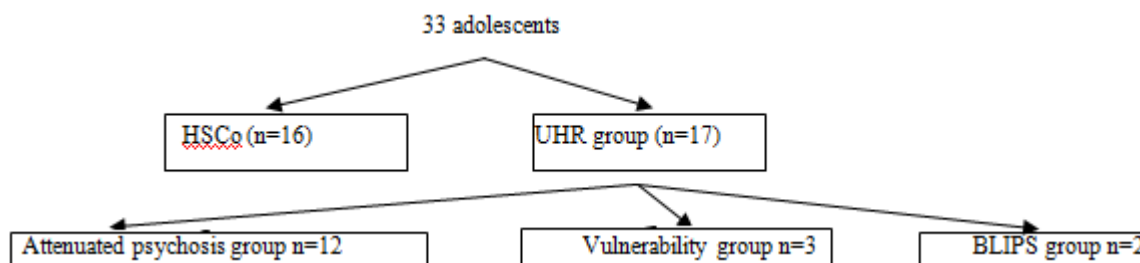 33 adolescents
HSCo (n=16)
UHR group (n=17)
Attenuated psychosis group n=12
Vulnerability group n=3
BLIPS group n=2